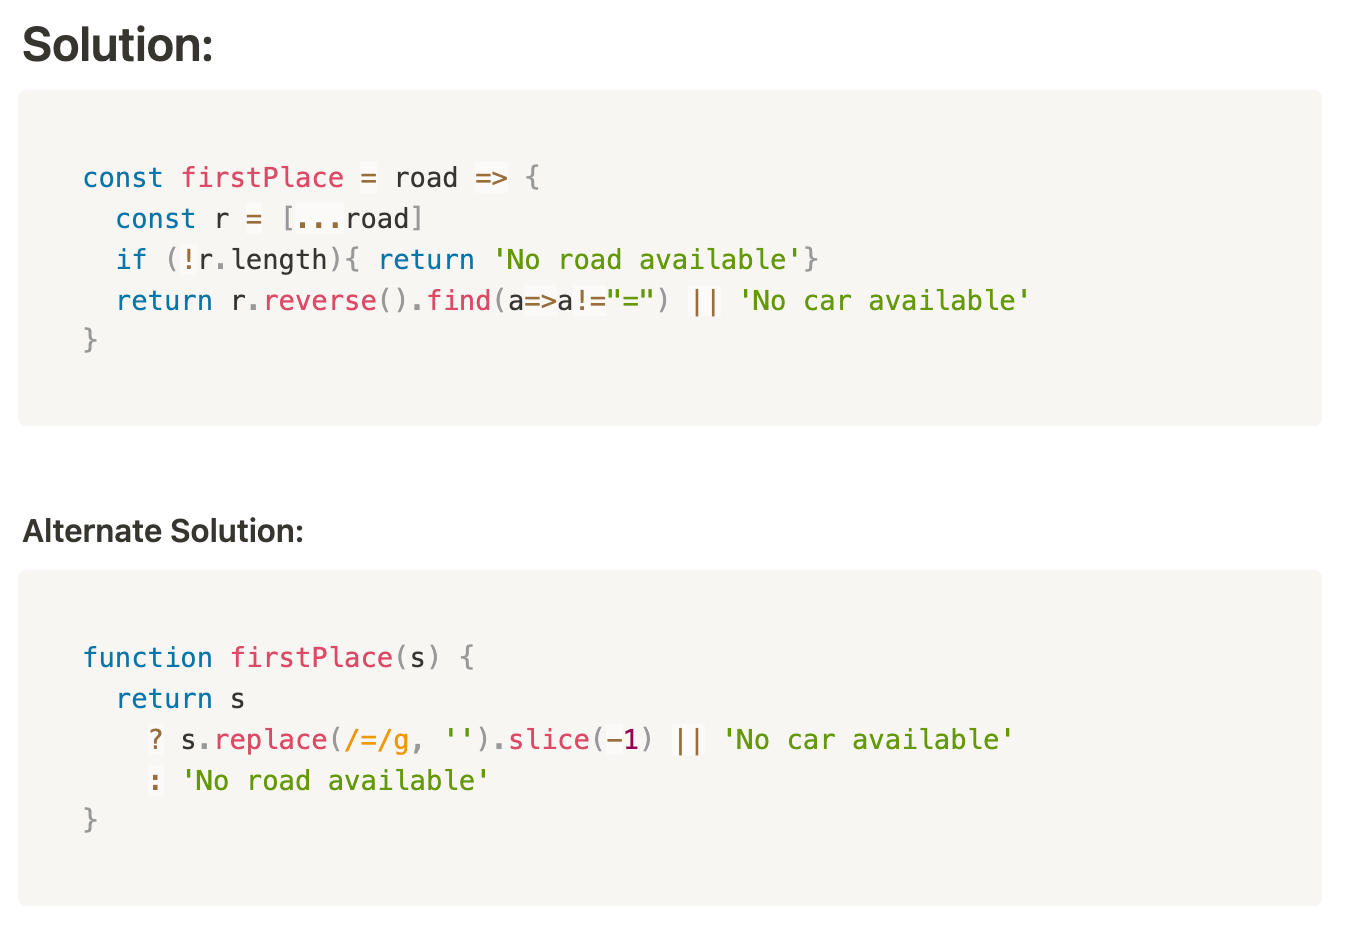 Solution:
const firstPlace = road => {
  const r = [...road]
  if (!r.length){ return 'No road available'}
  return r.reverse().find(a=>a!="=") || 'No car available'
}
Alternate Solution:
function firstPlace(s) {
  return s
    ? s.replace(/=/g, '').slice(-1) || 'No car available'
    : 'No road available'
}